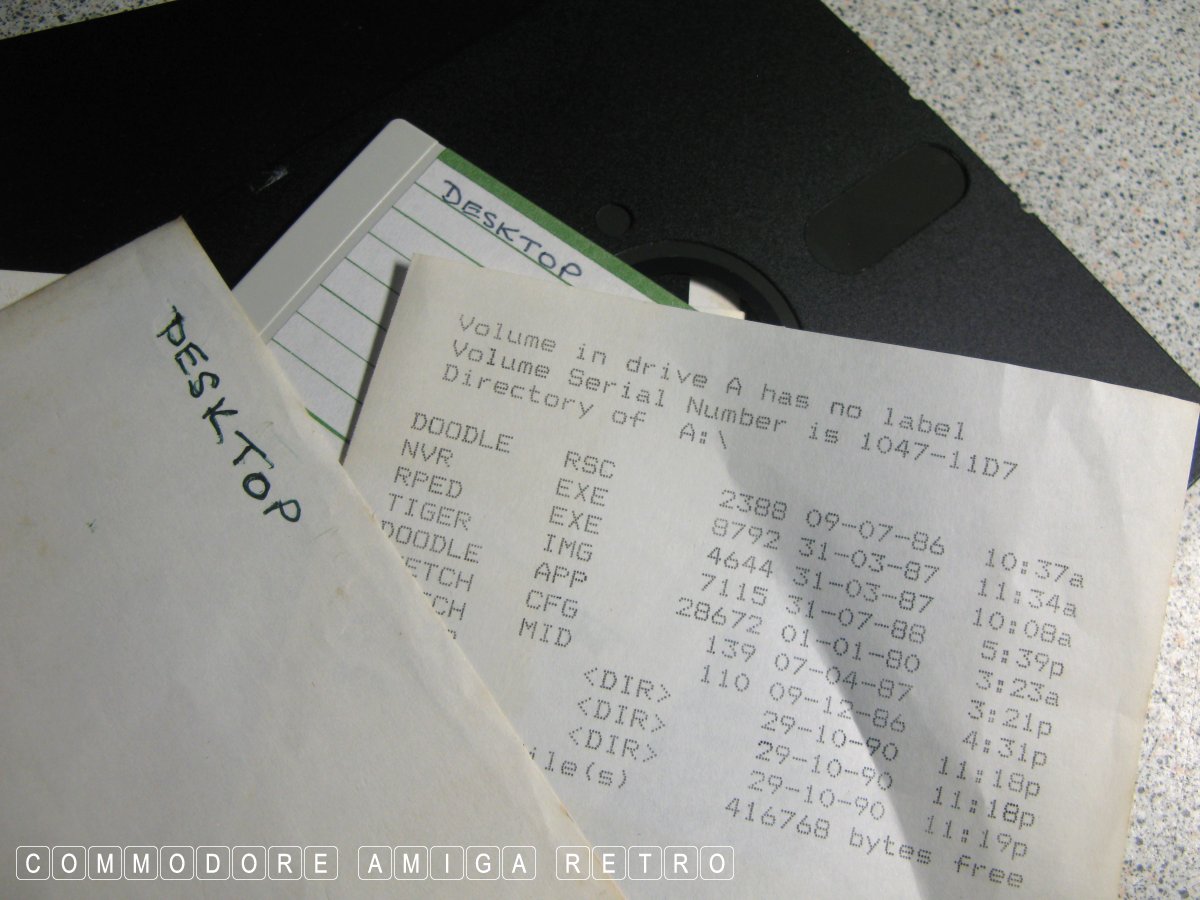 DESKTOP
DESKTOP
Volume in drive A has no label
Volume Serial Number is 1047-11D7
Directory of A:\
DOODLE RSC 2388 09-07-86 10:37a
NVR EXE 8792 31-03-87 11:34a
RPED EXE 4644 31-03-87 10:08a
TIGER IMG 7115 31-07-88 5:39p
DOODLE APP 28672 01-01-80 3:23a
ETCH CFG 139 07-04-87 3:21p
CH MID 110 09-12-86 4:31p
<DIR> 29-10-90 11:18p
<DIR> 29-10-90 11:18p
<DIR> 29-10-90 11:19p
ile(s) 416768 bytes free
COMMODORE AMIGA RETRO